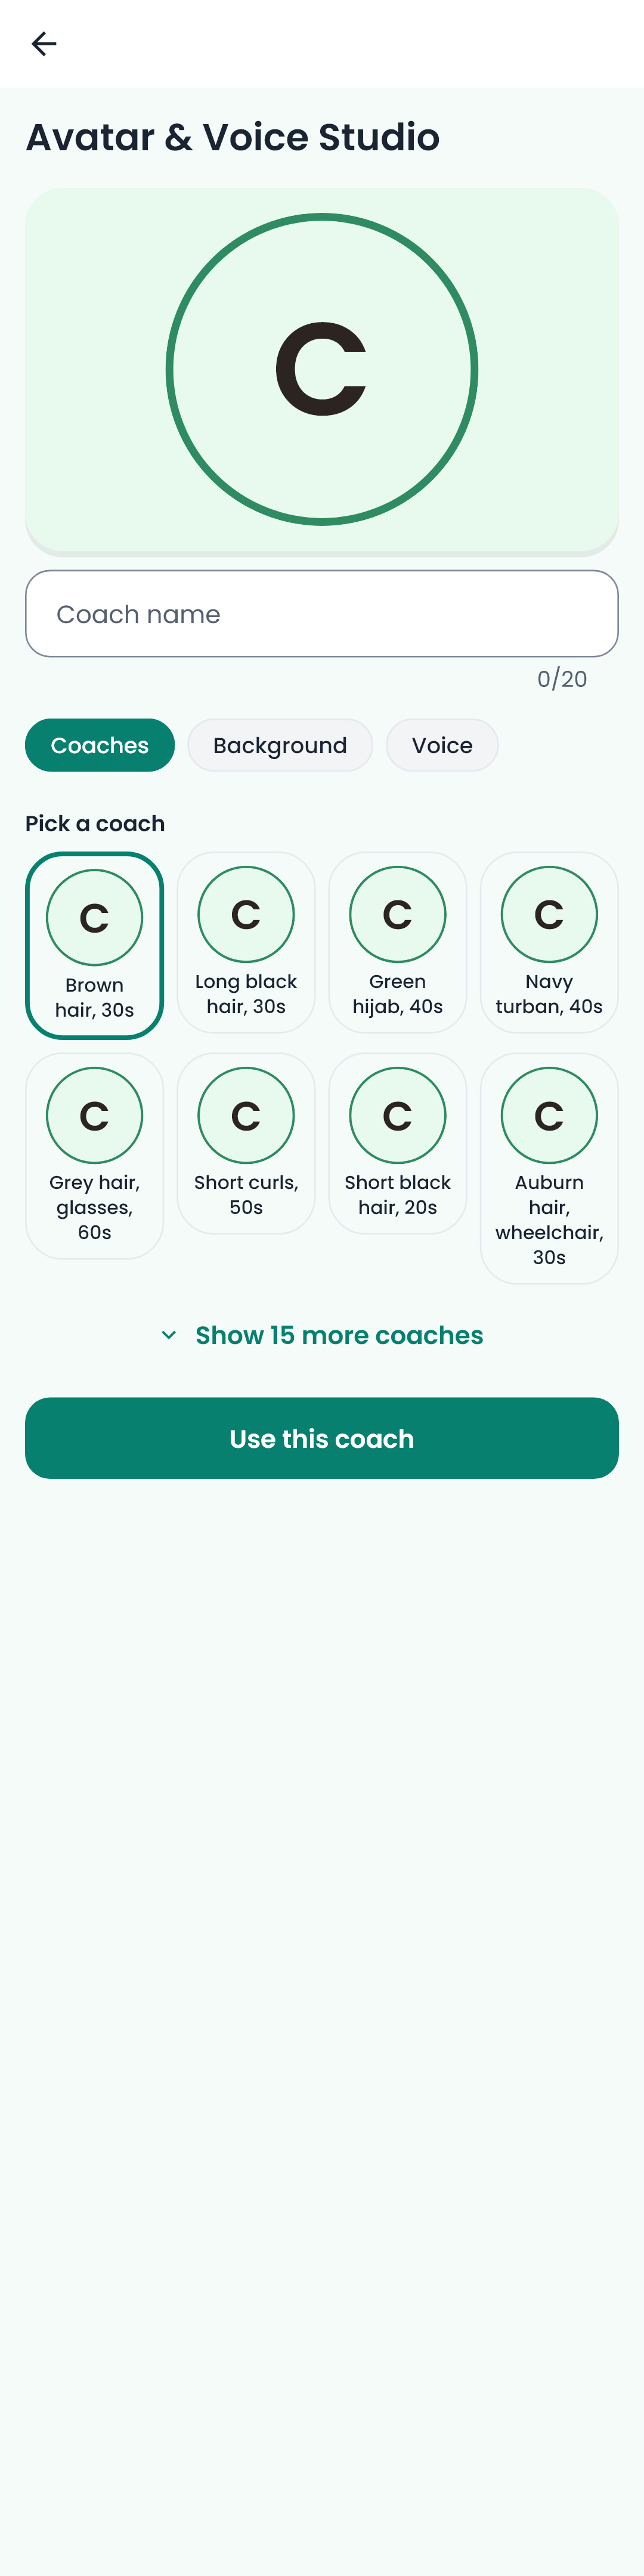 Avatar & Voice Studio
C
Coach name
0/20
Coaches
Background
Voice
Pick a coach
C
Brown
hair, 30s
C
Long black
hair, 30s
C
Green
hijab, 40s
C
Navy
turban, 40s
C
Grey hair,
glasses,
60s
C
Short curls,
50s
C
Short black
hair, 20s
C
Auburn
hair,
wheelchair,
30s
Show 15 more coaches
Use this coach